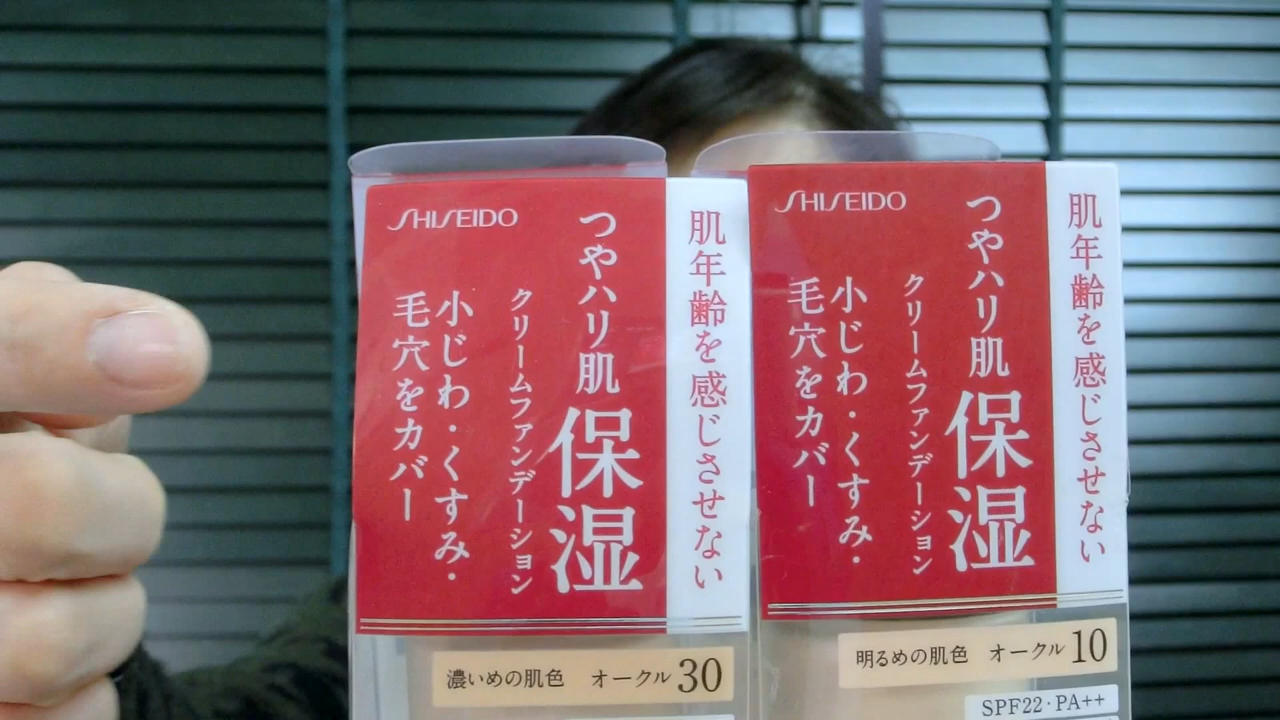 SHISEIDO
つやハリ肌
保湿
クリームファンデーション
小じわ・くすみ・
毛穴をカバー
肌年齢を感じさせない
濃いめの肌色 オークル30
SHISEIDO
つやハリ肌
保湿
クリームファンデーション
小じわ・くすみ・
毛穴をカバー
肌年齢を感じさせない
明るめの肌色 オークル10
SPF22・PA++